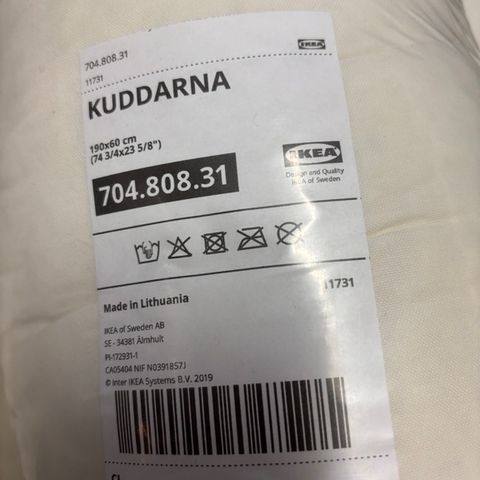 704.808.31
11731
IKEA
KUDDARNA
190x60 cm
(74 3/4x23 5/8")
IKEA
Design and Quality
IKEA of Sweden
704.808.31
11731
Made in Lithuania
IKEA of Sweden AB
SE - 34381 Älmhult
PI-172931-1
CA05404 NIF N0391857J
© Inter IKEA Systems B.V. 2019